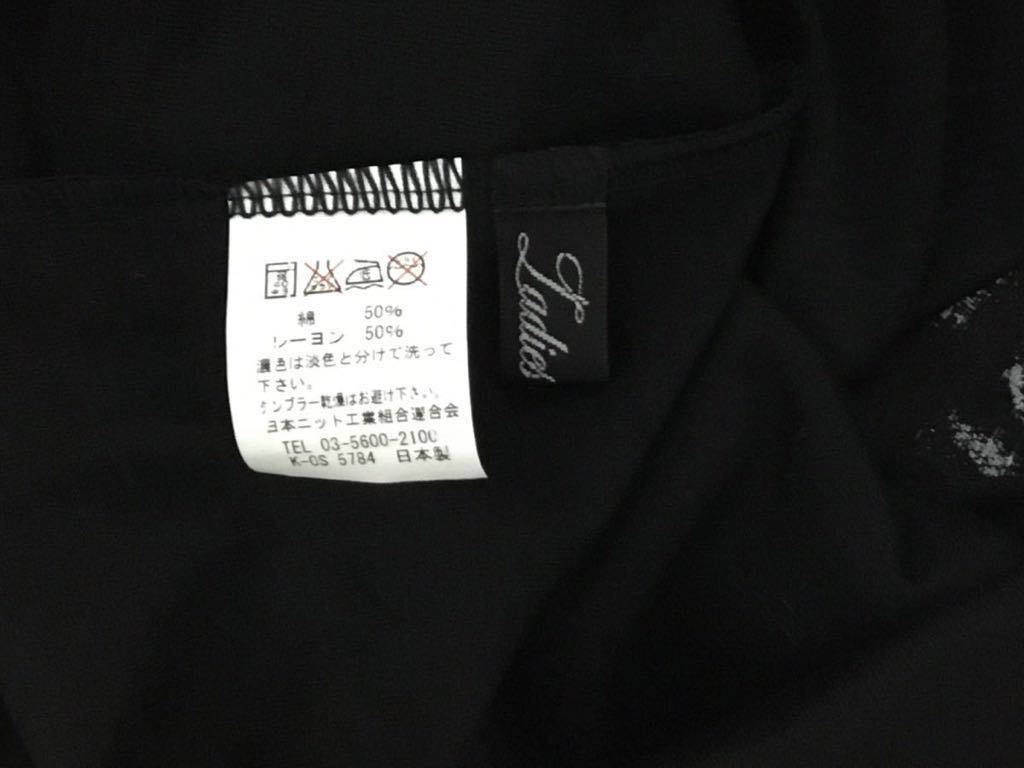 綿 50%
レーヨン 50%
濃色は淡色と分けて洗って
下さい。
タンブラー乾燥はお避け下さい。
日本ニット工業組合連合会
TEL 03-5600-2100
K-OS 5784 日本製
Ladies